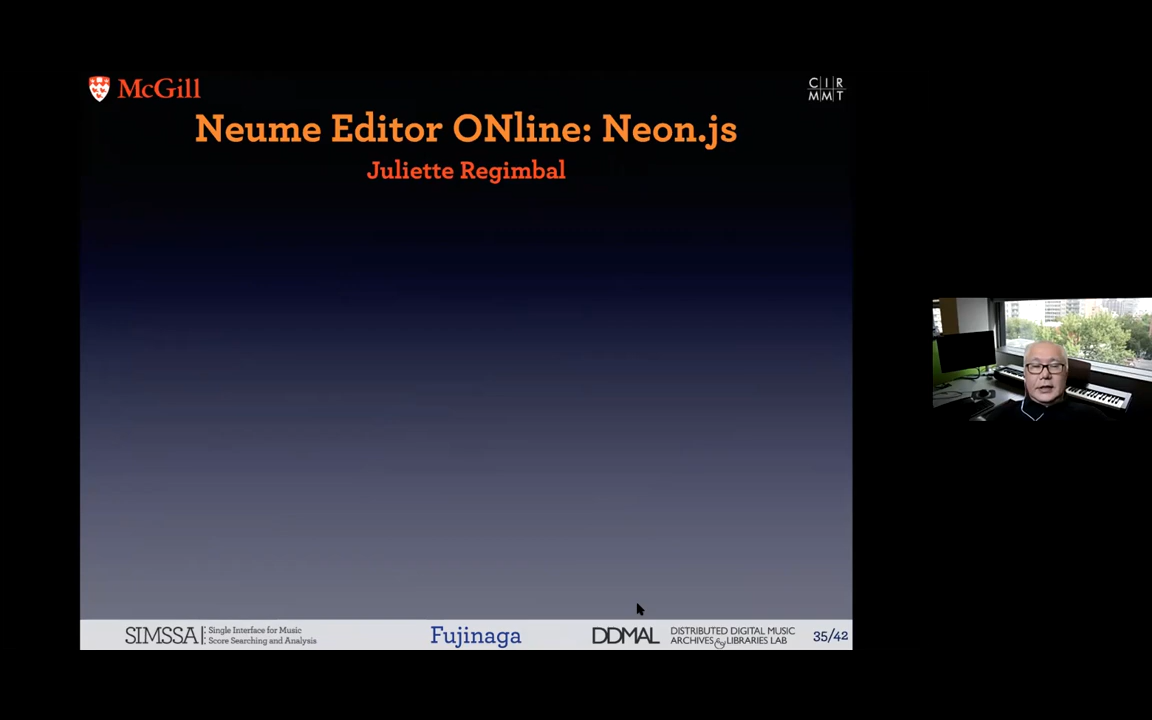 McGill
CIR
MMT
Neume Editor ONline: Neon.js
Juliette Regimbal
SIMSSA
Single Interface for Music
Score Searching and Analysis
Fujinaga
DDMAL
DISTRIBUTED DIGITAL MUSIC
ARCHIVES & LIBRARIES LAB
35/42